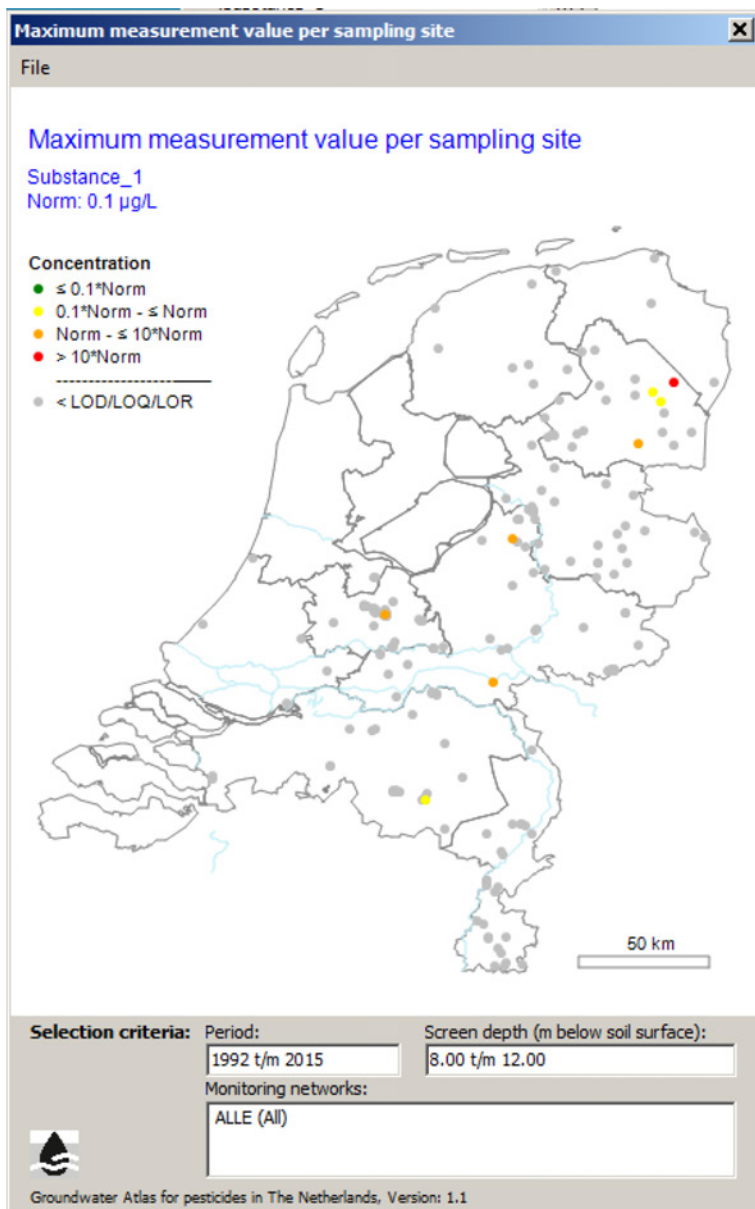 Maximum measurement value per sampling site
File
Maximum measurement value per sampling site
Substance_1
Norm: 0.1 µg/L
Concentration
≤ 0.1*Norm
0.1*Norm - ≤ Norm
Norm - ≤ 10*Norm
> 10*Norm
< LOD/LOQ/LOR
50 km
Selection criteria: Period: Screen depth (m below soil surface):
1992 t/m 2015 8.00 t/m 12.00
Monitoring networks:
ALLE (All)
Groundwater Atlas for pesticides in The Netherlands, Version: 1.1